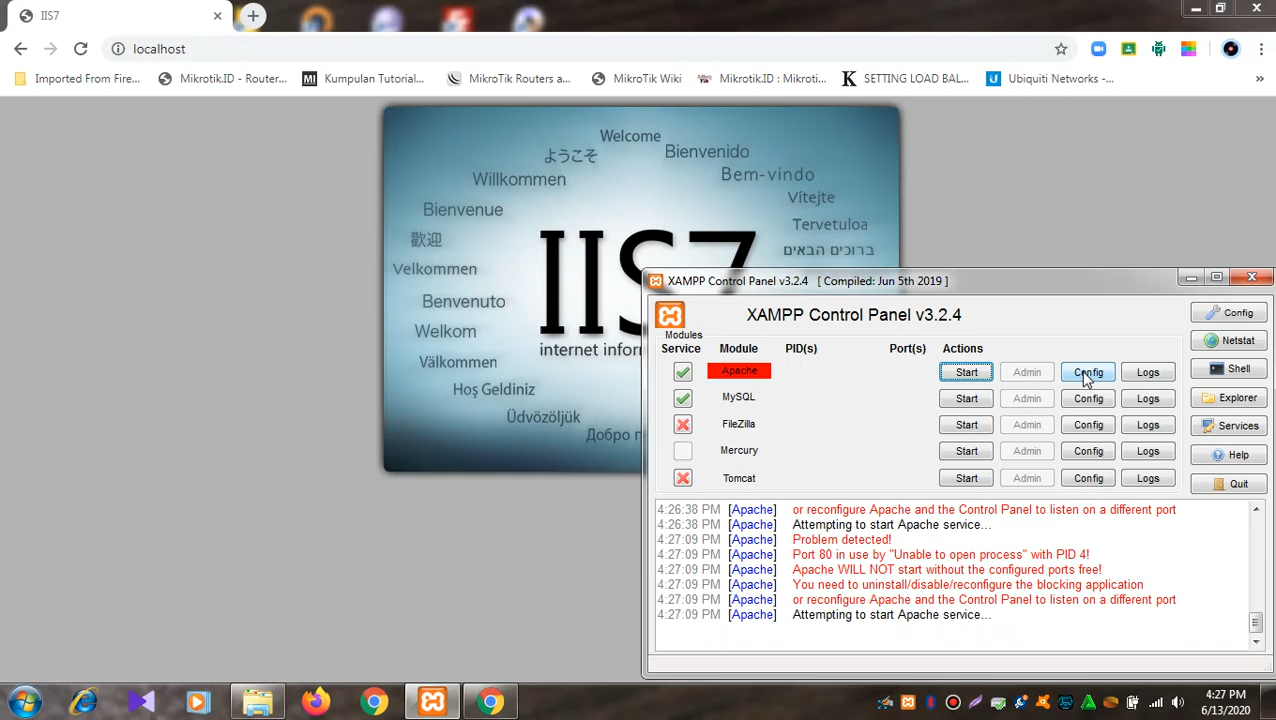 IIS7
localhost
Imported From Fire...
Mikrotik.ID - Router...
Kumpulan Tutorial...
MikroTik Routers a...
MikroTik Wiki
Mikrotik.ID : Mikroti...
SETTING LOAD BAL...
Ubiquiti Networks -...
»
Welcome
ようこそ
Bienvenido
Willkommen
Bem-vindo
Bienvenue
Vítejte
歡迎
Tervetuloa
Velkommen
ברוכים הבאים
Benvenuto
Welkom
Välkommen
Hoş Geldiniz
Üdvözöljük
Добро п
IIS7
internet infor
XAMPP Control Panel v3.2.4 [ Compiled: Jun 5th 2019 ]
XAMPP Control Panel v3.2.4
Config
Modules
Service Module PID(s) Port(s) Actions
Netstat
Apache Start Admin Config Logs
Shell
MySQL Start Admin Config Logs
Explorer
FileZilla Start Admin Config Logs
Services
Mercury Start Admin Config Logs
Help
Tomcat Start Admin Config Logs
Quit
4:26:38 PM [Apache] or reconfigure Apache and the Control Panel to listen on a different port
4:26:38 PM [Apache] Attempting to start Apache service...
4:27:09 PM [Apache] Problem detected!
4:27:09 PM [Apache] Port 80 in use by "Unable to open process" with PID 4!
4:27:09 PM [Apache] Apache WILL NOT start without the configured ports free!
4:27:09 PM [Apache] You need to uninstall/disable/reconfigure the blocking application
4:27:09 PM [Apache] or reconfigure Apache and the Control Panel to listen on a different port
4:27:09 PM [Apache] Attempting to start Apache service...
4:27 PM
6/13/2020